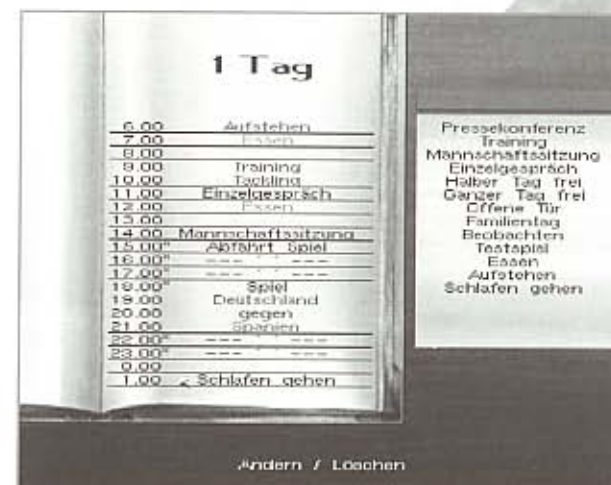 1 Tag
6.00 Aufstehen
7.00 Essen
8.00
9.00 Training
10.00 Tackling
11.00 Einzelgespräch
12.00 Essen
13.00
14.00 Mannschaftssitzung
15.00" Abfahrt Spiel
16.00" --- " ---
17.00" --- " ---
18.00" Spiel
19.00 Deutschland
20.00 gegen
21.00 Spanien
22.00" --- " ---
23.00" --- " ---
0.00
1.00 Schlafen gehen
Pressekonferenz
Training
Mannschaftssitzung
Einzelgespräch
Halber Tag frei
Ganzer Tag frei
Offene Tür
Familientag
Beobachten
Testspiel
Essen
Aufstehen
Schlafen gehen
Ändern / Löschen